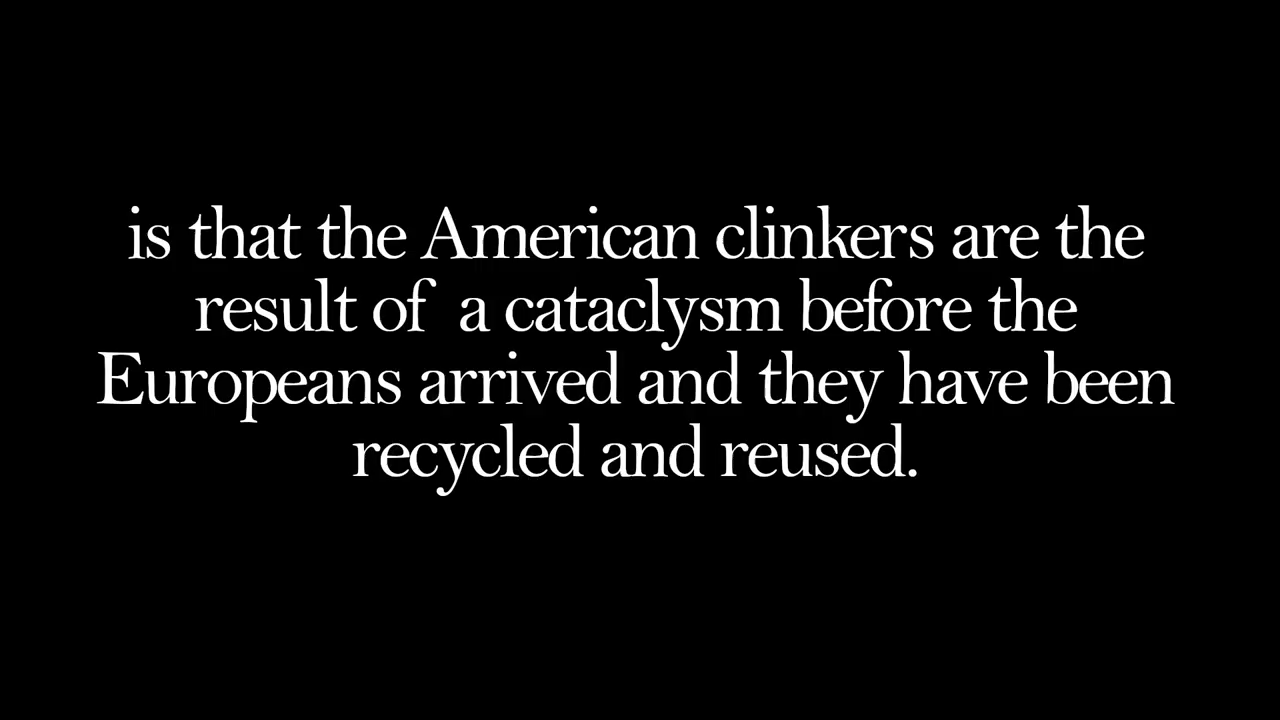 is that the American clinkers are the
result of  a cataclysm before the
Europeans arrived and they have been
recycled and reused.